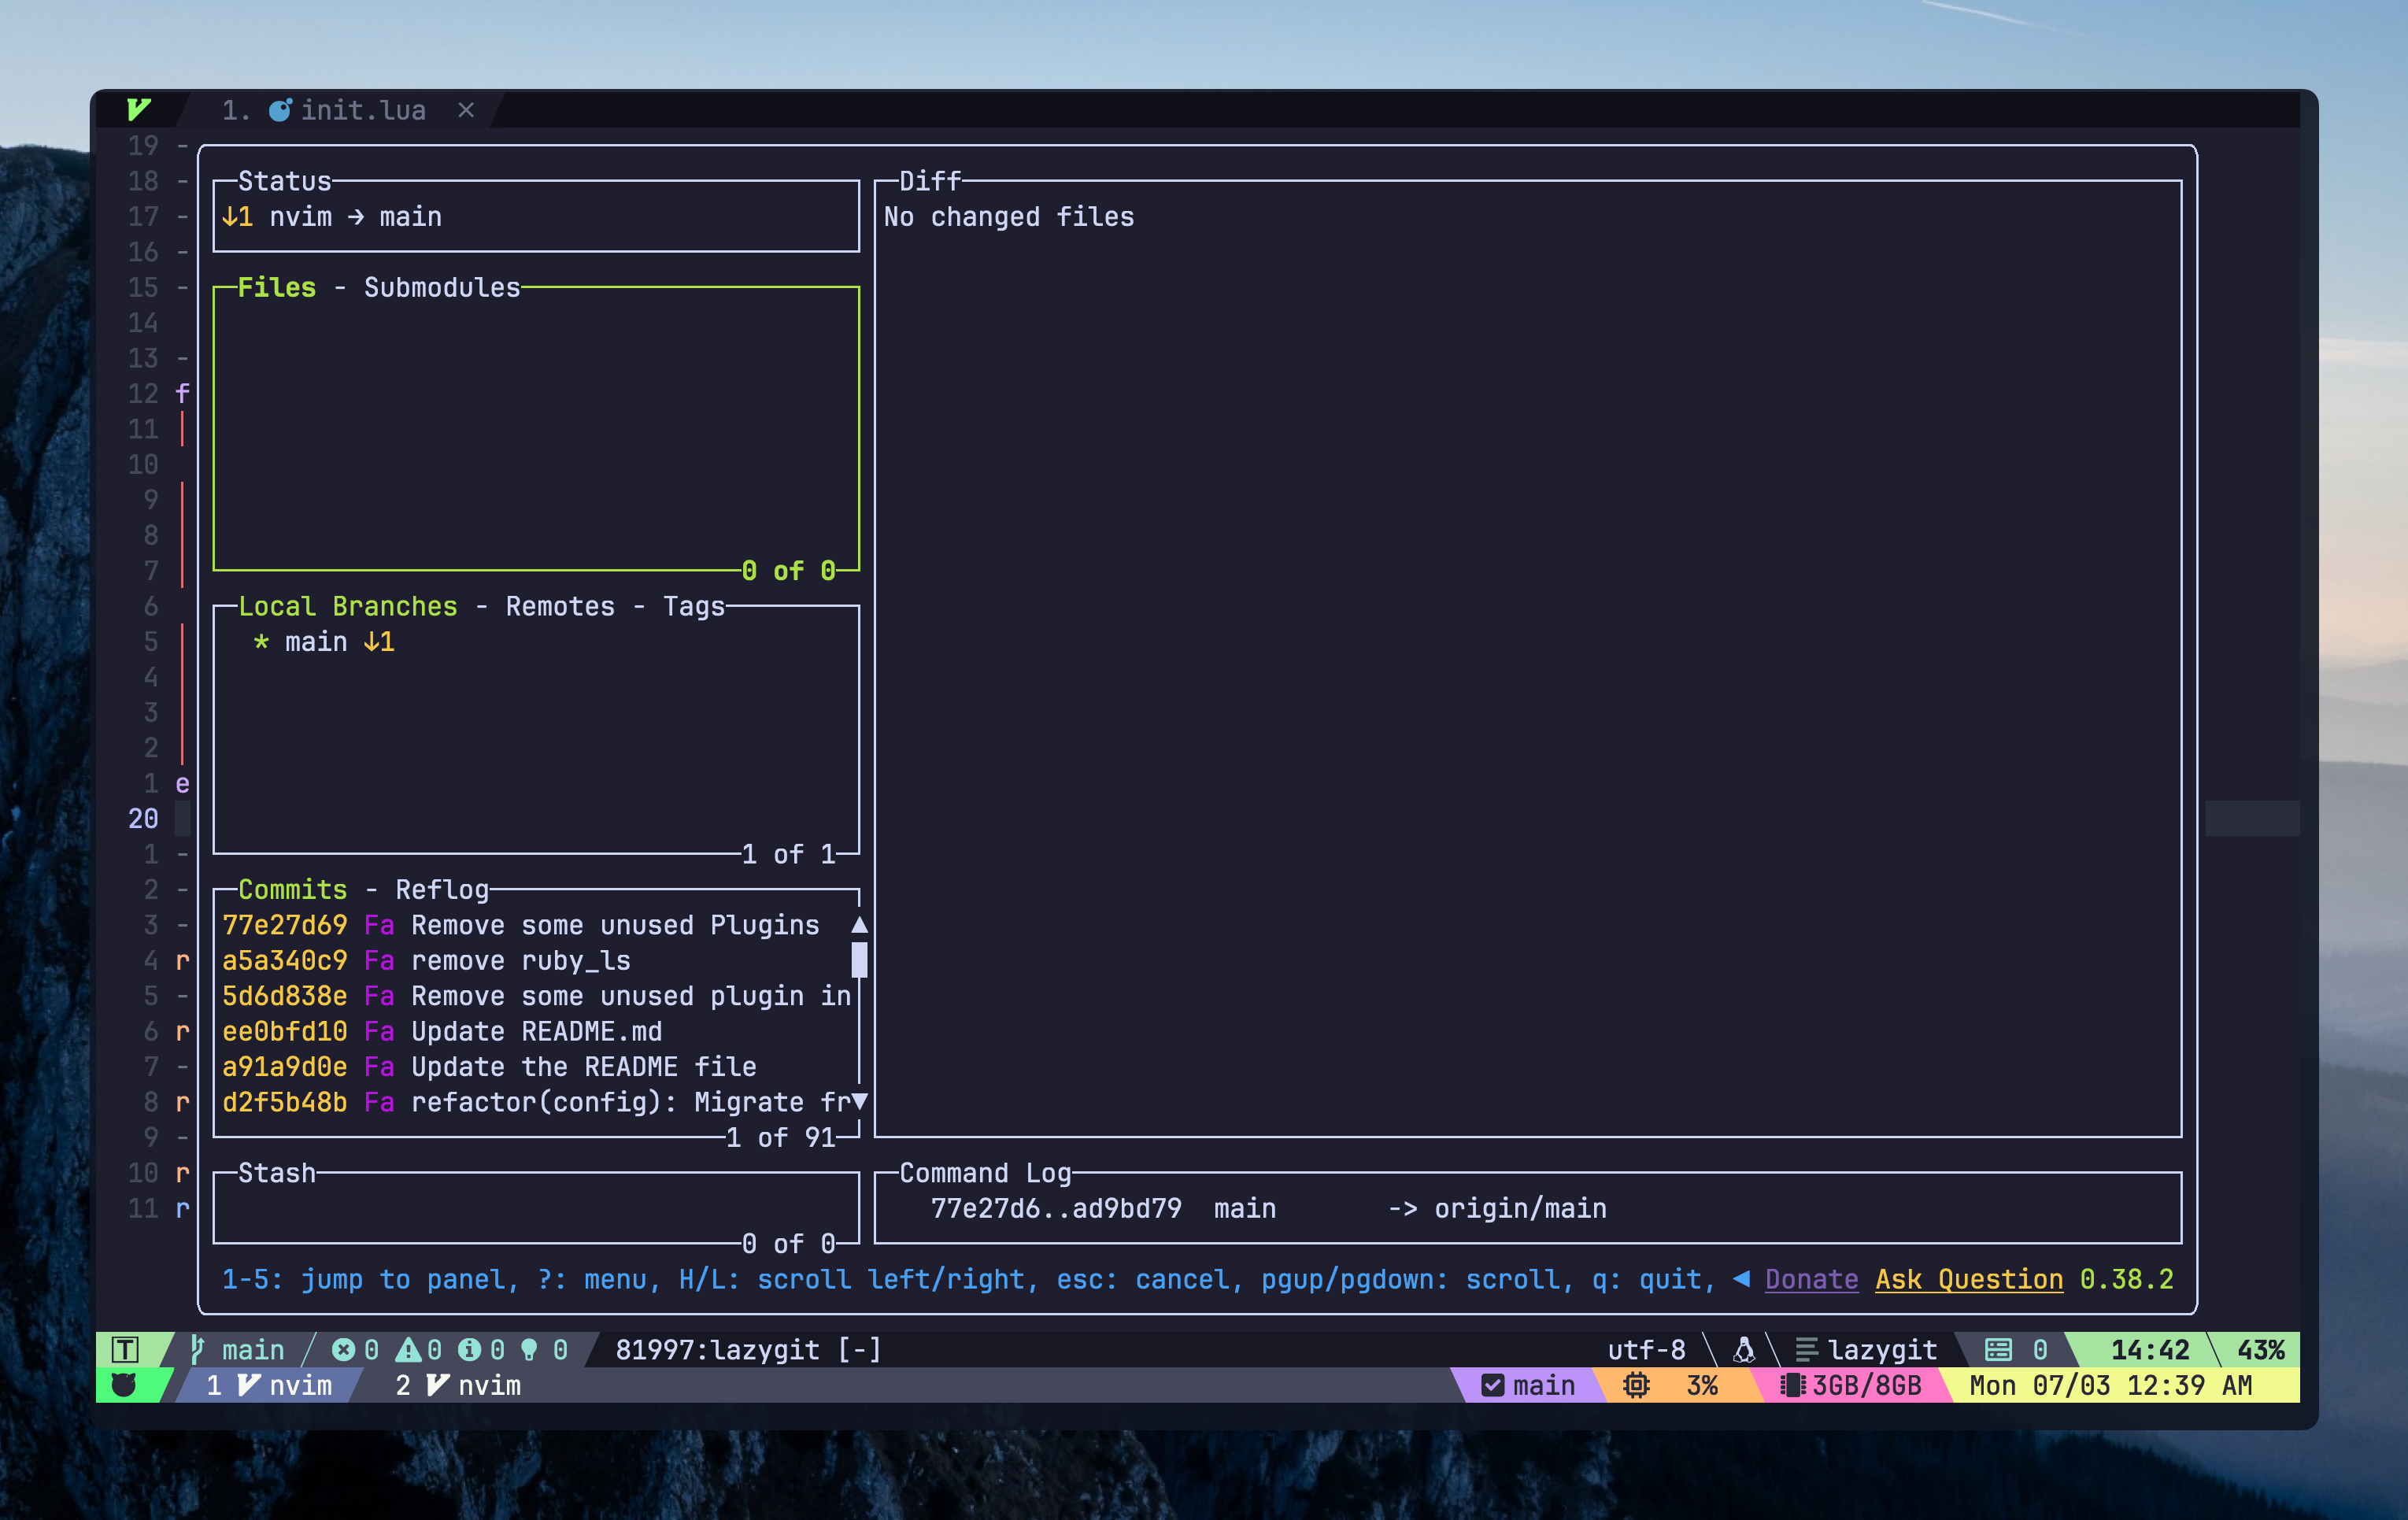 1. init.lua ×
19 -
18 - Status Diff
17 - ↓1 nvim → main No changed files
16 -
15 - Files - Submodules
14
13 -
12 f
11
10
9
8
7 0 of 0
6 Local Branches - Remotes - Tags
5 * main ↓1
4
3
2
1 e
20
1 - 1 of 1
2 - Commits - Reflog
3 - 77e27d69 Fa Remove some unused Plugins ▲
4 r a5a340c9 Fa remove ruby_ls
5 - 5d6d838e Fa Remove some unused plugin in
6 r ee0bfd10 Fa Update README.md
7 - a91a9d0e Fa Update the README file
8 r d2f5b48b Fa refactor(config): Migrate fr▼
9 - 1 of 91
10 r Stash Command Log
11 r 77e27d6..ad9bd79 main -> origin/main
0 of 0
1-5: jump to panel, ?: menu, H/L: scroll left/right, esc: cancel, pgup/pgdown: scroll, q: quit, ◀ Donate Ask Question 0.38.2
T main 0 0 0 0 81997:lazygit [-] utf-8 lazygit 0 14:42 43%
1 nvim 2 nvim main 3% 3GB/8GB Mon 07/03 12:39 AM